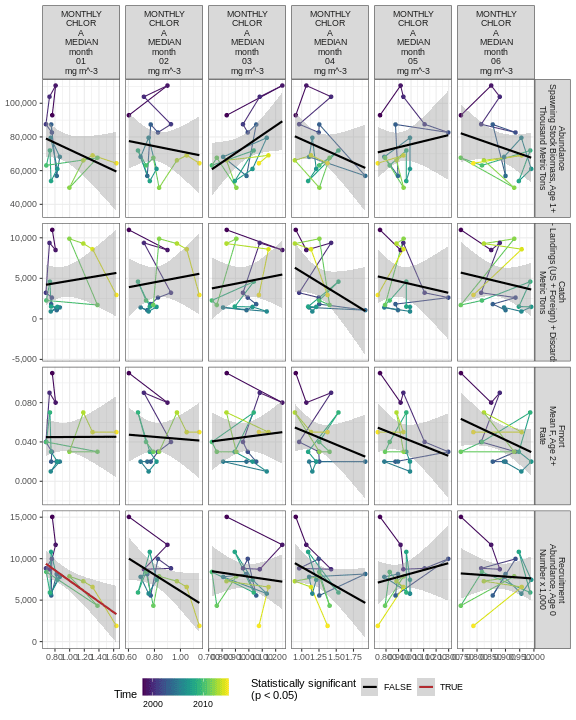 MONTHLY
CHLOR
A
MEDIAN
month
01
mg m^-3
MONTHLY
CHLOR
A
MEDIAN
month
02
mg m^-3
MONTHLY
CHLOR
A
MEDIAN
month
03
mg m^-3
MONTHLY
CHLOR
A
MEDIAN
month
04
mg m^-3
MONTHLY
CHLOR
A
MEDIAN
month
05
mg m^-3
MONTHLY
CHLOR
A
MEDIAN
month
06
mg m^-3
100,000
80,000
60,000
40,000
Abundance
Spawning Stock Biomass, Age 1+
Thousand Metric Tons
10,000
5,000
0
-5,000
Catch
- Landings (US + Foreign) + Discard
Metric Tons
0.080
0.040
0.000
Fmort
Mean F, Age 2+
Rate
15,000
10,000
5,000
0
Recruitment
Abundance, Age 0
Number x 1,000
0.80 1.00 1.20 1.40 1.60
0.60 0.80 1.00
1.00 1.25 1.50 1.75
Time
2000 2010
Statistically significant
(p < 0.05)
FALSE
TRUE